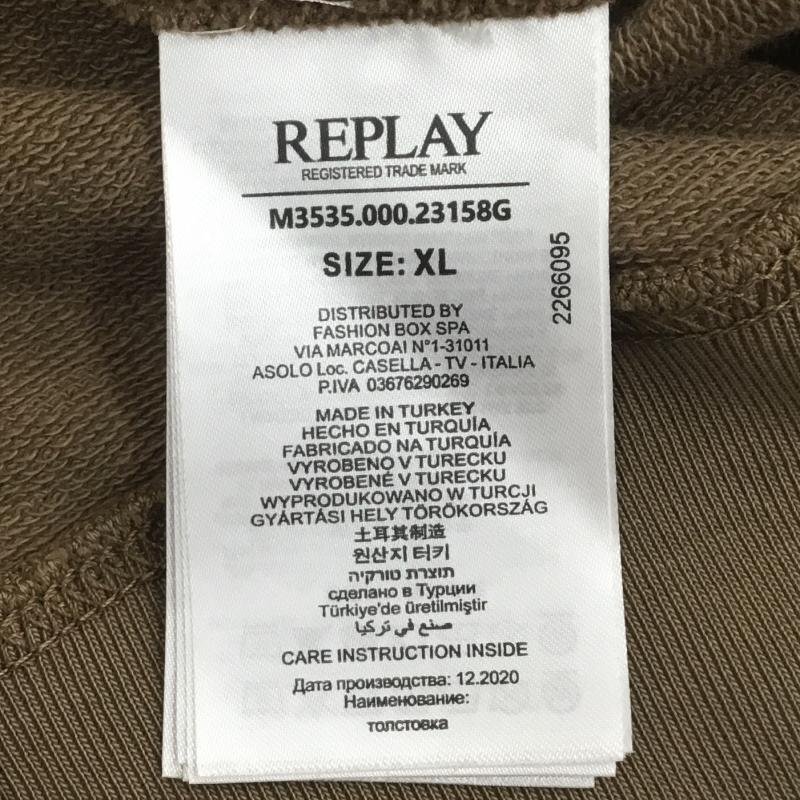 REPLAY
REGISTERED TRADE MARK
M3535.000.23158G
SIZE: XL
2266095
DISTRIBUTED BY
FASHION BOX SPA
VIA MARCOAI N°1-31011
ASOLO Loc. CASELLA - TV - ITALIA
P.IVA 03676290269
MADE IN TURKEY
HECHO EN TURQUÍA
FABRICADO NA TURQUÍA
VYROBENO V TURECKU
VYROBENÉ V TURECKU
WYPRODUKOWANO W TURCJI
GYÁRTÁSI HELY TÖRÖKORSZÁG
土耳其制造
원산지 터키
תוצרת טורקיה
сделано в Турции
Türkiye'de üretilmiştir
صنع في تركيا
CARE INSTRUCTION INSIDE
Дата производства: 12.2020
Наименование:
толстовка